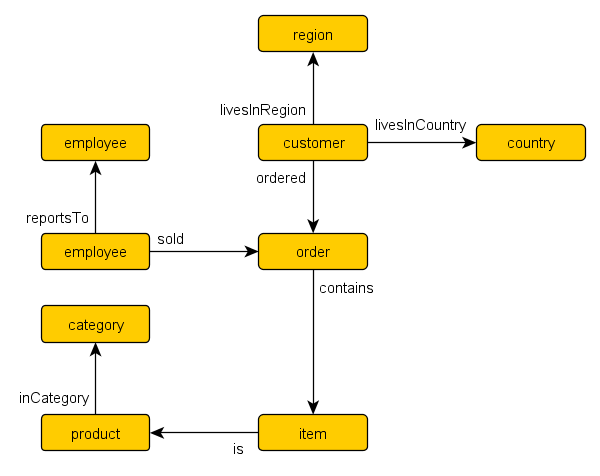 region
livesInRegion
livesInCountry
employee
customer
country
ordered
reportsTo
employee
sold
order
contains
category
inCategory
product
item
is